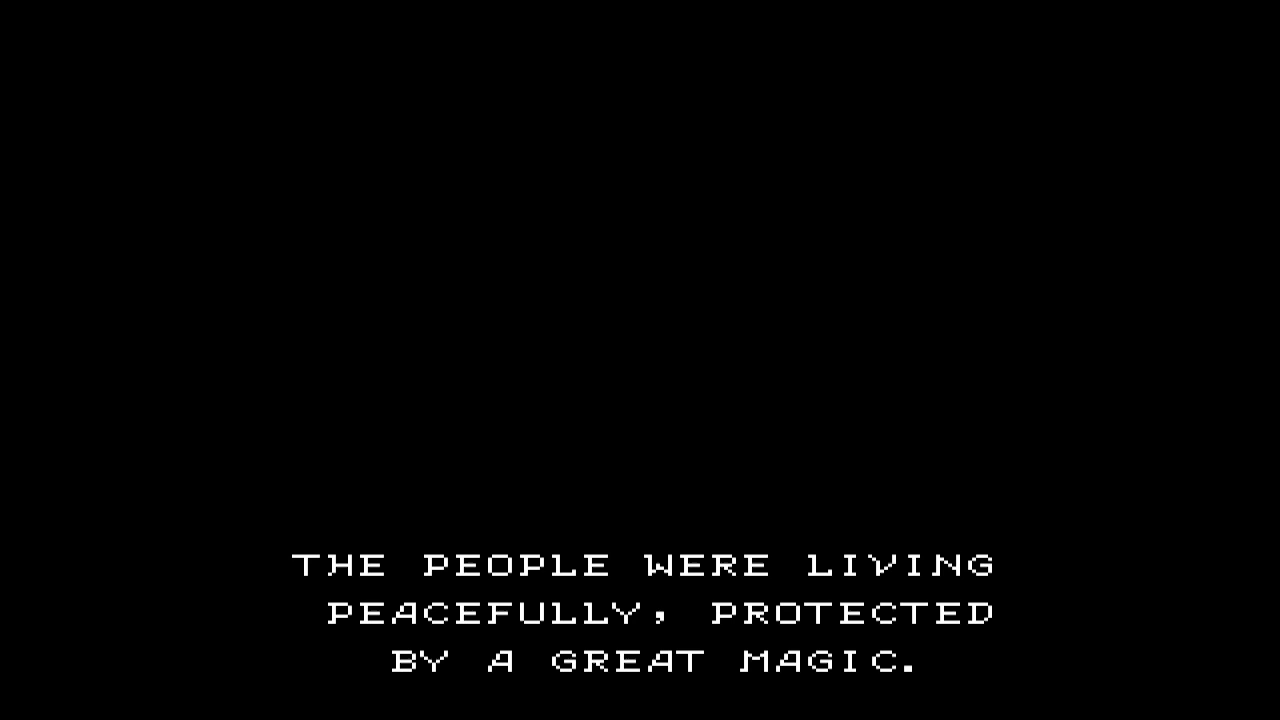 THE PEOPLE WERE LIVING
PEACEFULLY, PROTECTED
BY A GREAT MAGIC.